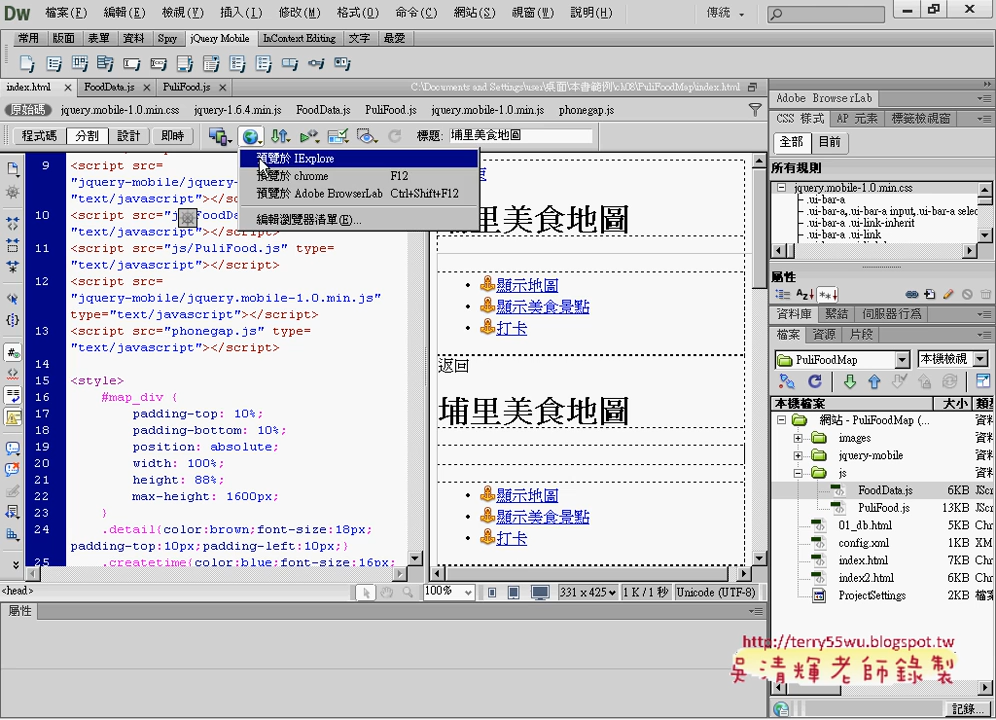 Dw 檔案(F) 編輯(E) 檢視(V) 插入(I) 修改(M) 格式(O) 命令(C) 網站(S) 視窗(W) 說明(H) 傳統
常用 版面 表單 資料 Spry jQuery Mobile InContext Editing 文字 最愛
index.html FoodData.js PuliFood.js C:\Documents and Settings\user\桌面\本書範例\ch08\PuliFoodMap\index.html
原始碼 jquery.mobile-1.0.min.css jquery-1.6.4.min.js FoodData.js PuliFood.js jquery.mobile-1.0.min.js phonegap.js
程式碼 分割 設計 即時 標題: 埔里美食地圖
預覽於 IExplore
預覽於 chrome F12
預覽於 Adobe BrowserLab Ctrl+Shift+F12
編輯瀏覽器清單(E)...
9 <script src=
"jquery-mobile/jquery-
"text/javascript"></script>
10 <script src="j FoodDa
"text/javascript"></script>
11 <script src="js/PuliFood.js" type=
"text/javascript"></script>
12 <script src=
"jquery-mobile/jquery.mobile-1.0.min.js"
type="text/javascript"></script>
13 <script src="phonegap.js" type=
"text/javascript"></script>
14
15 <style>
16 #map_div {
17 padding-top: 10%;
18 padding-bottom: 10%;
19 position: absolute;
20 width: 100%;
21 height: 88%;
22 max-height: 1600px;
23 }
24 .detail{color:brown;font-size:18px;
padding-top:10px;padding-left:10px;}
25 .createtime{color:blue;font-size:16px;
里美食地圖
顯示地圖
顯示美食景點
打卡
返回
埔里美食地圖
顯示地圖
顯示美食景點
打卡
<head> 100% 331 x 425 1 K / 1 秒 Unicode (UTF-8)
屬性
Adobe BrowserLab
CSS 樣式 AP 元素 標籤檢視窗
全部 目前
所有規則
jquery.mobile-1.0.min.css
.ui-bar-a
.ui-bar-a,.ui-bar-a input,.ui-bar-a selec
.ui-bar-a .ui-link-inherit
.ui-bar-a .ui-link
屬性
資料庫 繫結 伺服器行為
檔案 資源 片段
PuliFoodMap 本機檢視
本機檔案 大小 類型
網站 - PuliFoodMap (... 資料
images 資料
jquery-mobile 資料
js 資料
FoodData.js 6KB JScr
PuliFood.js 13KB JScr
01_db.html 5KB Chr
config.xml 1KB XM
index.html 7KB Chr
index2.html 6KB Chr
ProjectSettings 2KB 檔案
http://terry55wu.blogspot.tw
吳清輝老師錄製
記錄...